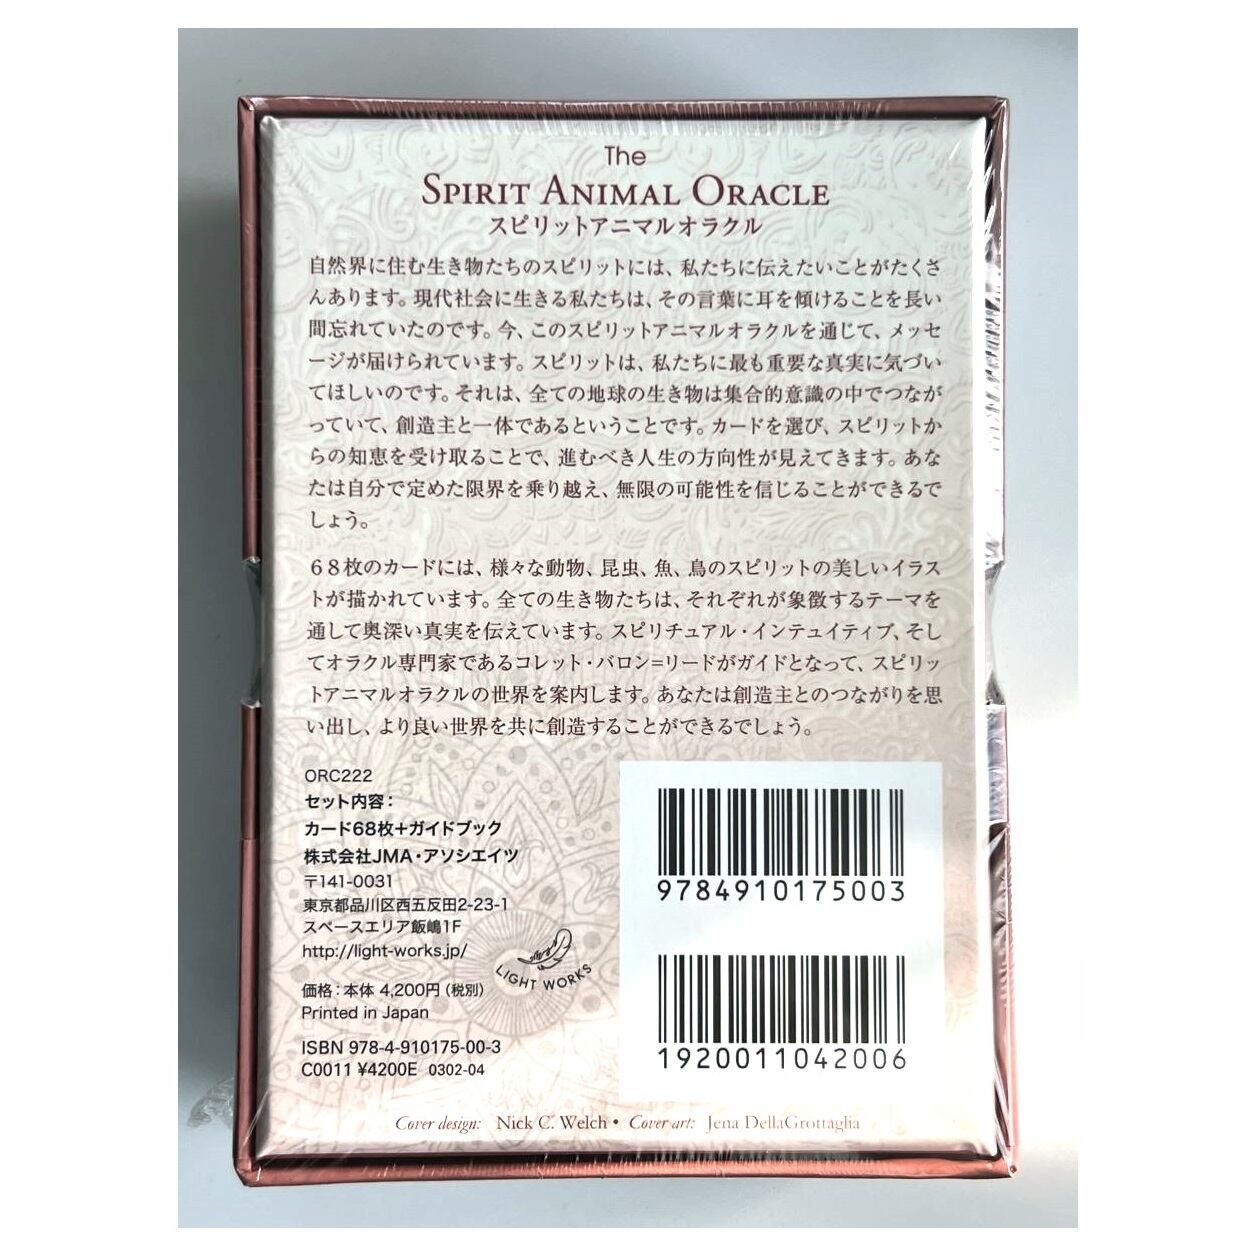 The
SPIRIT ANIMAL ORACLE
スピリットアニマルオラクル
自然界に住む生き物たちのスピリットには、私たちに伝えたいことがたくさ
んあります。現代社会に生きる私たちは、その言葉に耳を傾けることを長い
間忘れていたのです。今、このスピリットアニマルオラクルを通じて、メッセ
ージが届けられています。スピリットは、私たちに最も重要な真実に気づい
てほしいのです。それは、全ての地球の生き物は集合的意識の中でつなが
っていて、創造主と一体であるということです。カードを選び、スピリットか
らの知恵を受け取ることで、進むべき人生の方向性が見えてきます。あな
たは自分で定めた限界を乗り越え、無限の可能性を信じることができるで
しょう。
68枚のカードには、様々な動物、昆虫、魚、鳥のスピリットの美しいイラス
トが描かれています。全ての生き物たちは、それぞれが象徴するテーマを
通して奥深い真実を伝えています。スピリチュアル・インテュイティブ、そし
てオラクル専門家であるコレット・バロン=リードがガイドとなって、スピリッ
トアニマルオラクルの世界を案内します。あなたは創造主とのつながりを思
い出し、より良い世界を共に創造することができるでしょう。
ORC222
セット内容：
カード68枚+ガイドブック
株式会社JMA・アソシエイツ
〒141-0031
東京都品川区西五反田2-23-1
スペースエリア飯嶋1F
http://light-works.jp/
LIGHT WORKS
価格：本体 4,200円（税別）
Printed in Japan
ISBN 978-4-910175-00-3
C0011 ¥4200E 0302-04
9784910175003
1920011042006
Cover design: Nick C. Welch • Cover art: Jena DellaGrottaglia